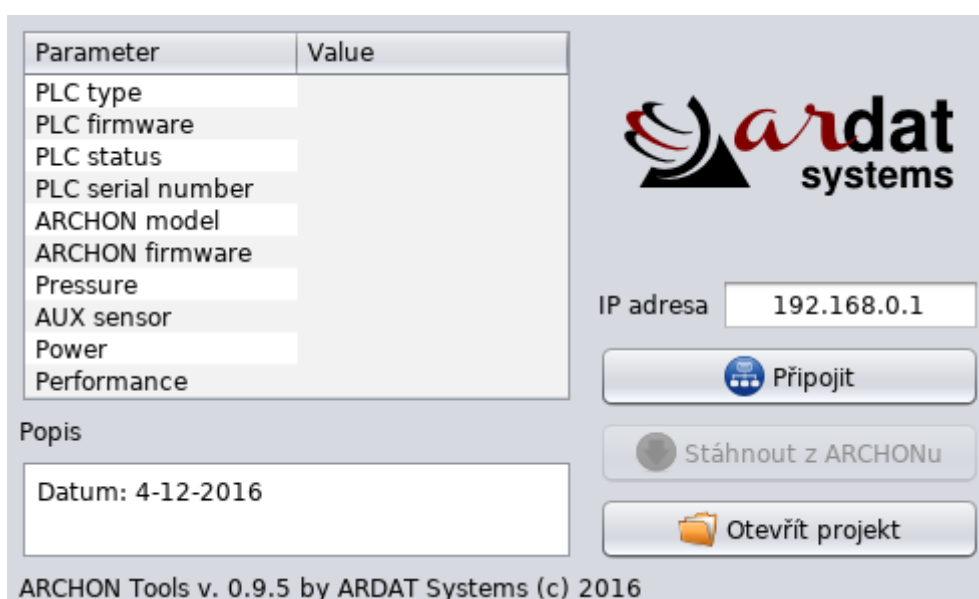 Parameter Value
PLC type
PLC firmware
PLC status
PLC serial number
ARCHON model
ARCHON firmware
Pressure
AUX sensor
Power
Performance
ardat
systems
IP adresa 192.168.0.1
Připojit
Stáhnout z ARCHONu
Otevřít projekt
Popis
Datum: 4-12-2016
ARCHON Tools v. 0.9.5 by ARDAT Systems (c) 2016